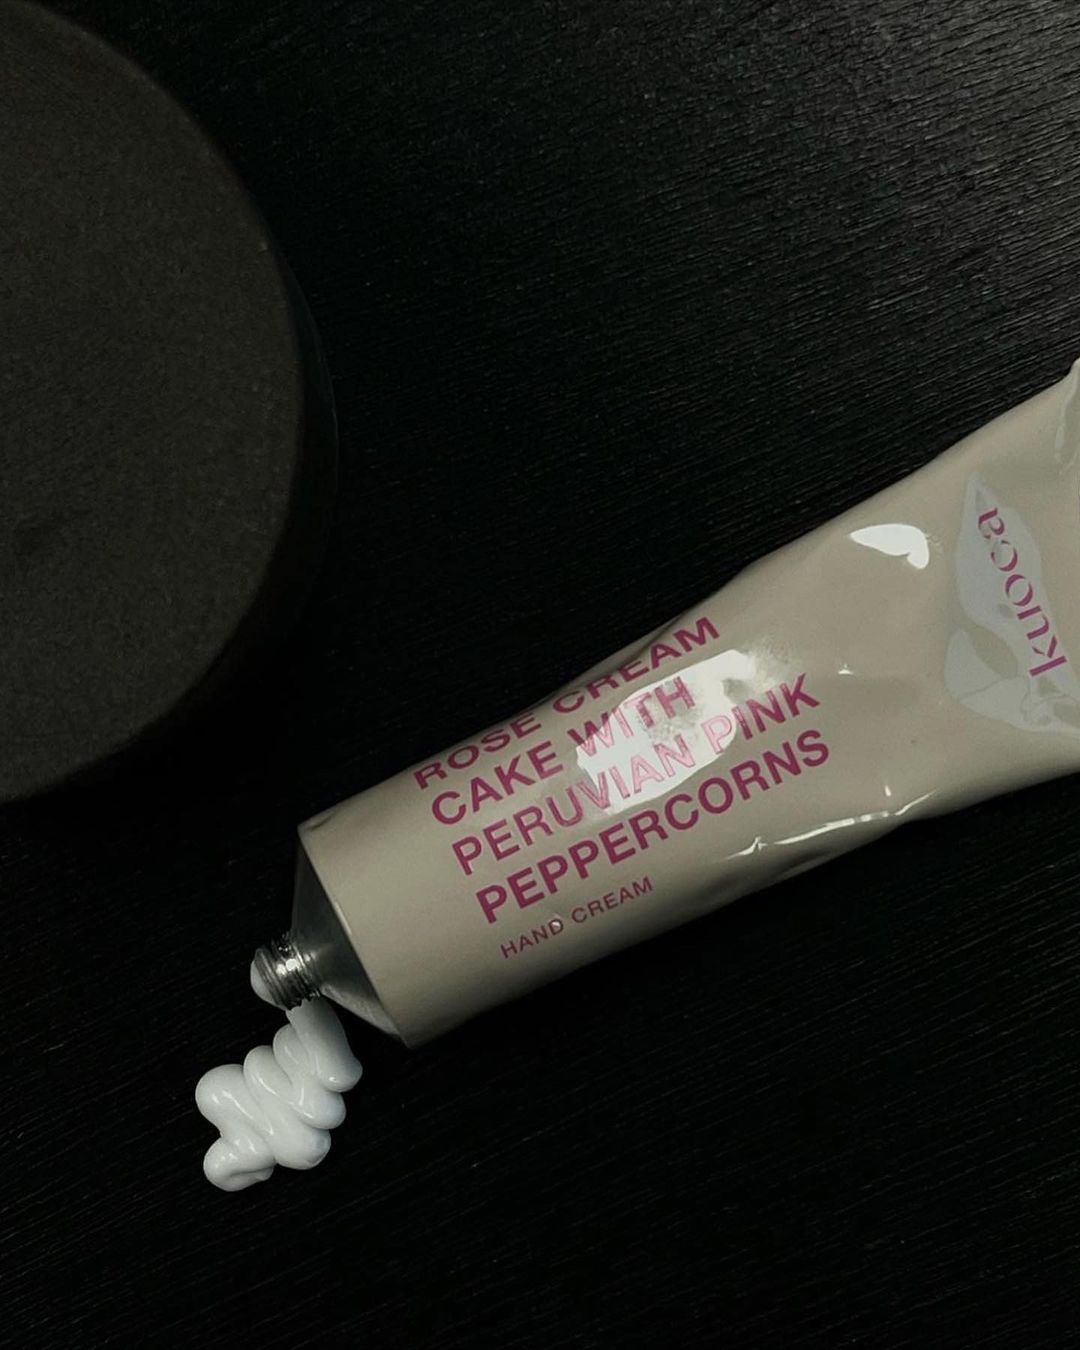 ROSE CREAM
CAKE WITH
PERUVIAN PINK
PEPPERCORNS
HAND CREAM
kuoca